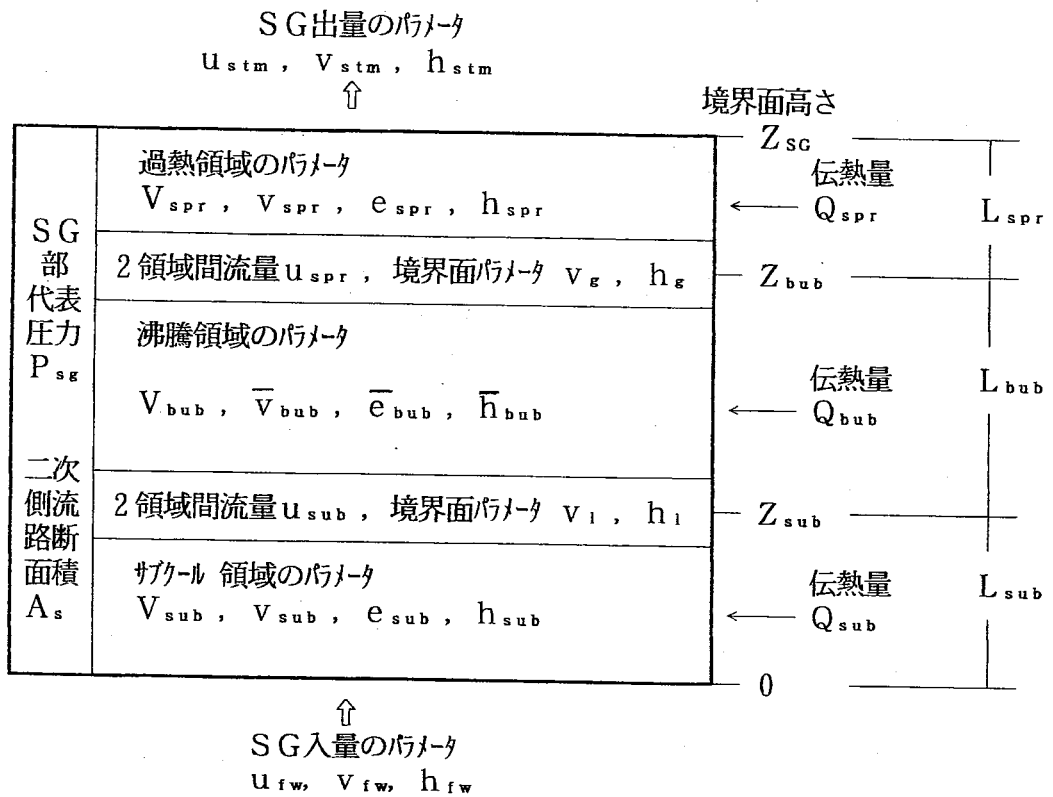 SG出量のパラメータ
u stm, v stm, h stm
境界面高さ
Z SG
過熱領域のパラメータ
V spr, v spr, e spr, h spr
伝熱量
Q spr
L spr
2領域間流量 u spr, 境界面パラメータ v g, h g
Z bub
SG
部
代表
圧力
P sg
沸騰領域のパラメータ
V bub, v̅ bub, e̅ bub, h̅ bub
伝熱量
Q bub
L bub
二次
側流
路断
面積
A s
2領域間流量 u sub, 境界面パラメータ v l, h l
Z sub
サブクール 領域のパラメータ
V sub, v sub, e sub, h sub
伝熱量
Q sub
L sub
0
SG入量のパラメータ
u fw, v fw, h fw